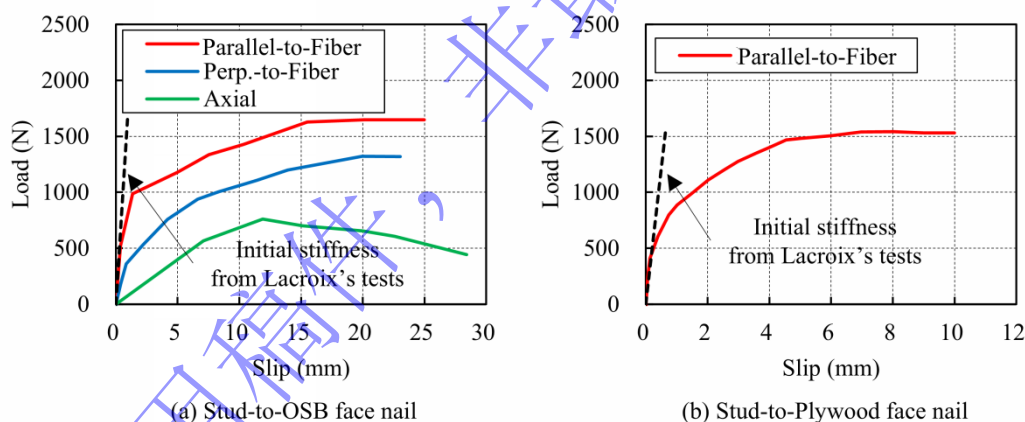 2500
2000
1500
1000
500
0
Load (N)
Parallel-to-Fiber
Perp.-to-Fiber
Axial
Initial stiffness
from Lacroix's tests
0 5 10 15 20 25 30
Slip (mm)
(a) Stud-to-OSB face nail
2500
2000
1500
1000
500
0
Load (N)
Parallel-to-Fiber
Initial stiffness
from Lacroix's tests
0 2 4 6 8 10 12
Slip (mm)
(b) Stud-to-Plywood face nail
稿件,非